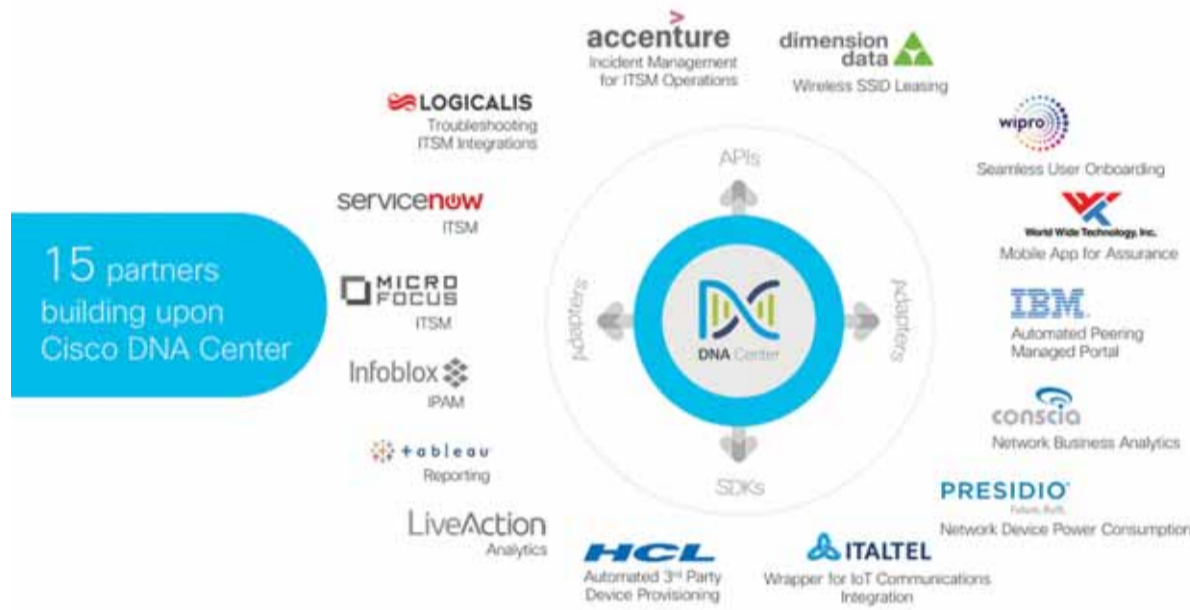 accenture
Incident Management
for ITSM Operations
dimension
data
Wireless SSID Leasing
LOGICALIS
Troubleshooting
ITSM Integrations
wipro
Seamless User Onboarding
servicenow
ITSM
World Wide Technology, Inc.
Mobile App for Assurance
15 partners
building upon
Cisco DNA Center
MICRO
FOCUS
ITSM
APIs
adapters
DNA Center
adapters
SDKs
IBM
Automated Peering
Managed Portal
Infoblox
IPAM
conscia
Network Business Analytics
tableau
Reporting
PRESIDIO
Future. Built.
Network Device Power Consumption
LiveAction
Analytics
HCL
Automated 3rd Party
Device Provisioning
ITALTEL
Wrapper for IoT Communications
Integration